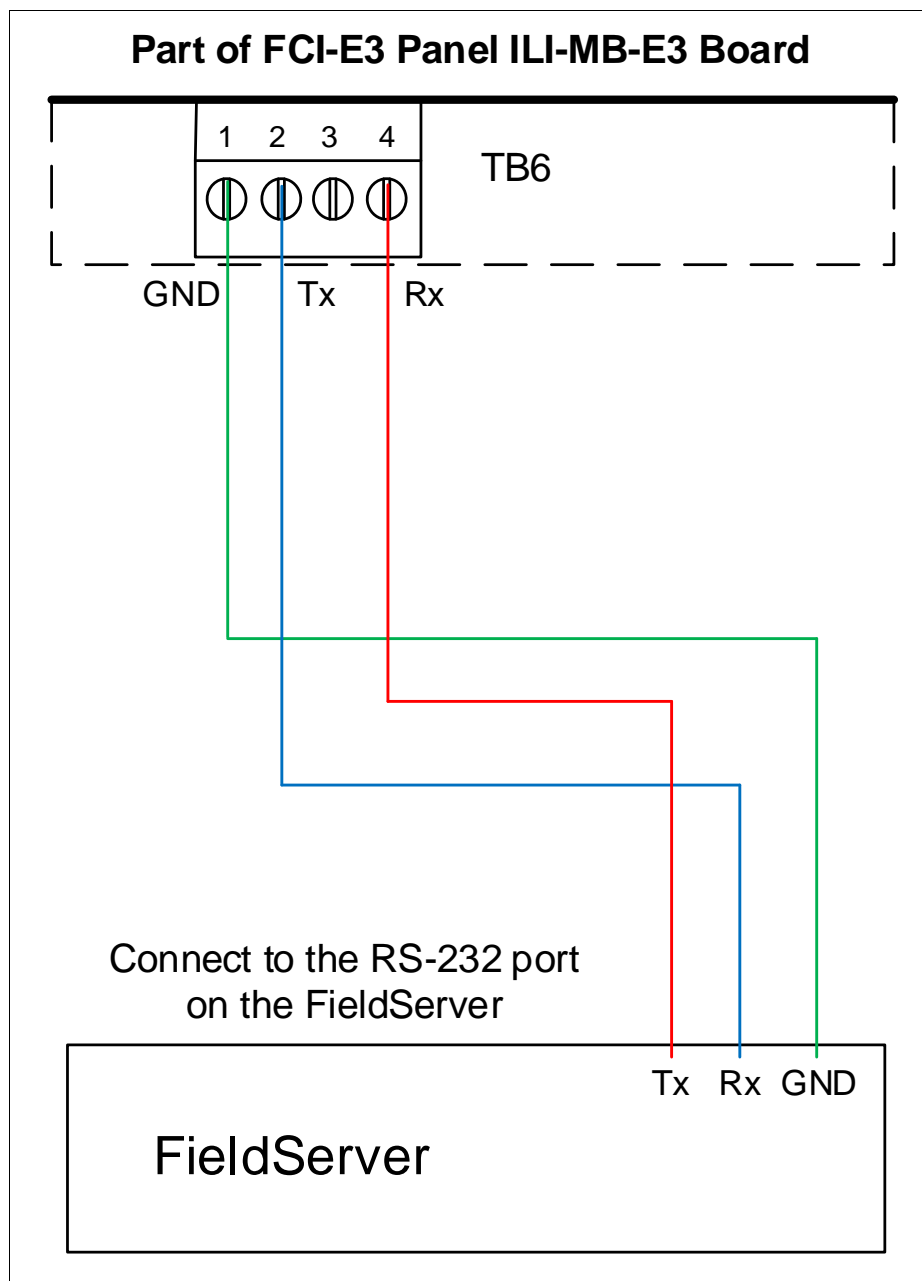 Part of FCI-E3 Panel ILI-MB-E3 Board
1 2 3 4
TB6
GND Tx Rx
Connect to the RS-232 port
on the FieldServer
Tx Rx GND
FieldServer